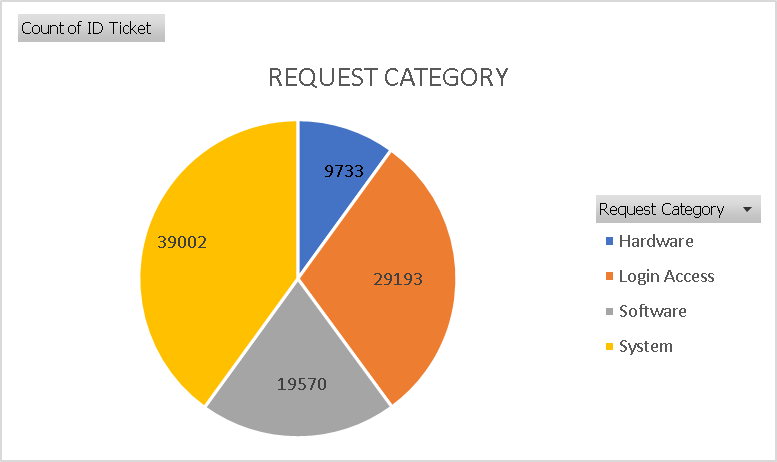 Count of ID Ticket
REQUEST CATEGORY
9733
39002
29193
19570
Request Category
Hardware
Login Access
Software
System